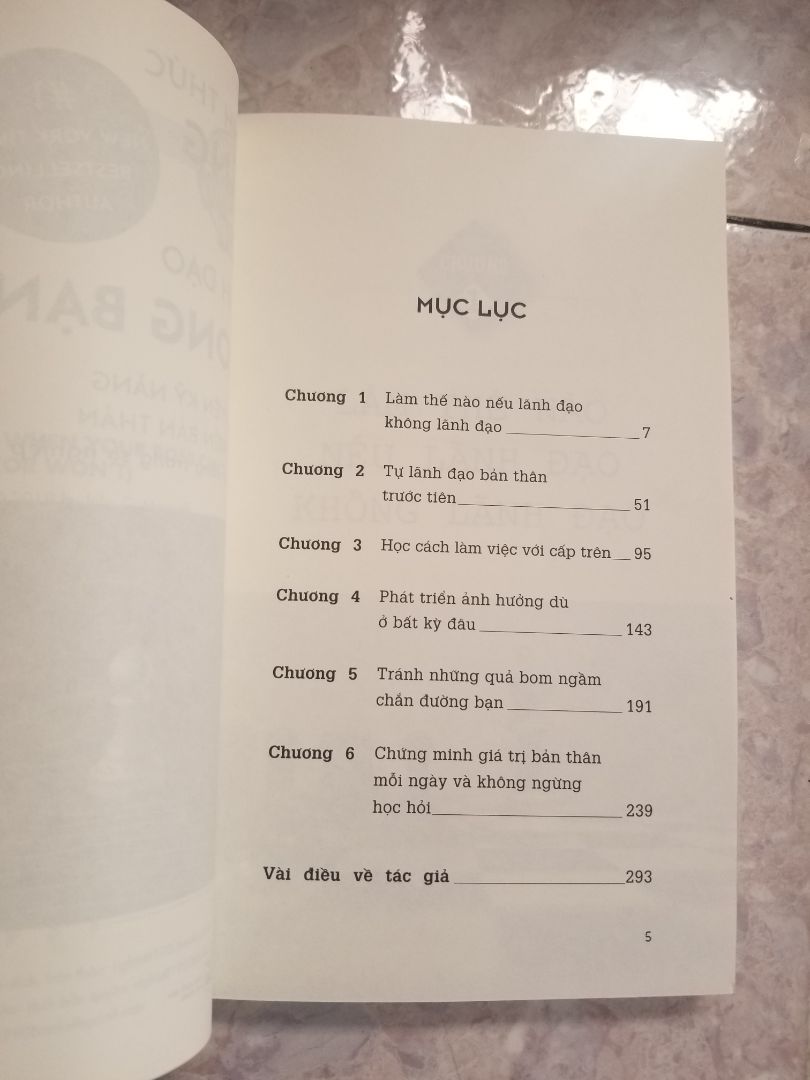 MỤC LỤC
Chương 1 Làm thế nào nếu lãnh đạo
không lãnh đạo 7
Chương 2 Tự lãnh đạo bản thân
trước tiên 51
Chương 3 Học cách làm việc với cấp trên 95
Chương 4 Phát triển ảnh hưởng dù
ở bất kỳ đâu 143
Chương 5 Tránh những quả bom ngầm
chắn đường bạn 191
Chương 6 Chứng minh giá trị bản thân
mỗi ngày và không ngừng
học hỏi 239
Vài điều về tác giả 293
5